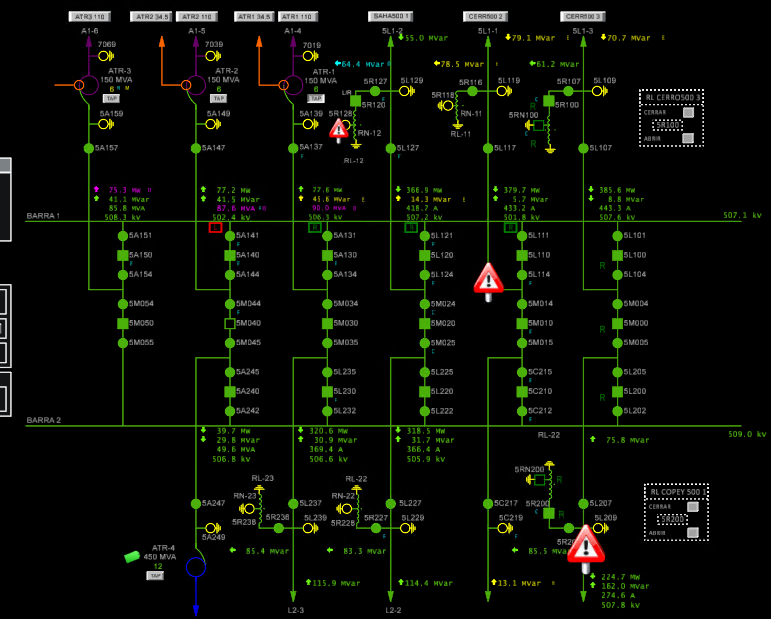 ATR3 110 ATR2 34.5 ATR2 110 ATR1 34.5 ATR1 110 SAHA500 1 CERR500 2 CERR500 3
A1-6 A1-5 A1-4 5L1-2 5L1-1 5L1-3
55.0 MVar 79.1 MVar E 70.7 MVar E
7069 7039 7019
64.4 MVar E 78.5 MVar 61.2 MVar
ATR-3 ATR-2 ATR-1
150 MVA 150 MVA 150 MVA
6 R M 6 6
TAP TAP TAP
5R127 5L129 5R116 5L119 5R107 5L109
L/R 5R120 5R118 5R100
RL CERRO500 3
CERRAR
5R100
ABRIR
A5159 5A149 5A139 5R128 RN-12 RN-11 5RN100
RL-12 RL-11
5A157 5A147 5A137 5L127 5L117 5L107
75.3 MW 77.2 MW 77.6 MW 366.9 MW 379.7 MW 385.6 MW
41.1 MVar 41.5 MVar 45.6 MVar E 14.3 MVar E 5.7 MVar 8.8 MVar
85.8 MVA 87.6 MVA 90.0 MVA 418.7 A 433.2 A 443.3 A
508.3 kV 502.4 kV 506.3 kV 507.2 kV 501.8 kV 507.6 kV
BARRA 1 507.1 kV
5A151 5A141 5A131 5L121 5L111 5L101
5A150 5A140 5A130 5L120 5L110 5L100
5A154 5A144 5A134 5L124 5L114 5L104
5M054 5M044 5M034 5M024 5M014 5M004
5M050 5M040 5M030 5M020 5M010 5M000
5M055 5M045 5M035 5M025 5M015 5M005
5A245 5L235 5L225 5C215 5L205
5A240 5L230 5L220 5C210 5L200
5A242 5L232 5L222 5C212 5L202
BARRA 2 509.0 kV
39.7 MW 320.6 MW 318.5 MW RL-22
29.8 MVar 30.9 MVar 31.7 MVar 75.8 MVar
49.6 MVA 369.4 A 366.4 A
506.8 kV 506.6 kV 505.9 kV
RL-23 RL-22 5RN200
RN-23 RN-22
RL COPEY 500 1
CERRAR
5R200
ABRIR
5A247 5L237 5L227 5C217 5R200 5L207
5R238 5R236 5L239 5R228 5R227 5L229 5C219 5L209
5A249
ATR-4
450 MVA
12
TAP
85.4 MVar 83.3 MVar 85.5 MVar
115.9 MVar 114.4 MVar 13.1 MVar
224.7 MW
162.0 MVar
274.6 A
507.8 kV
L2-3 L2-2